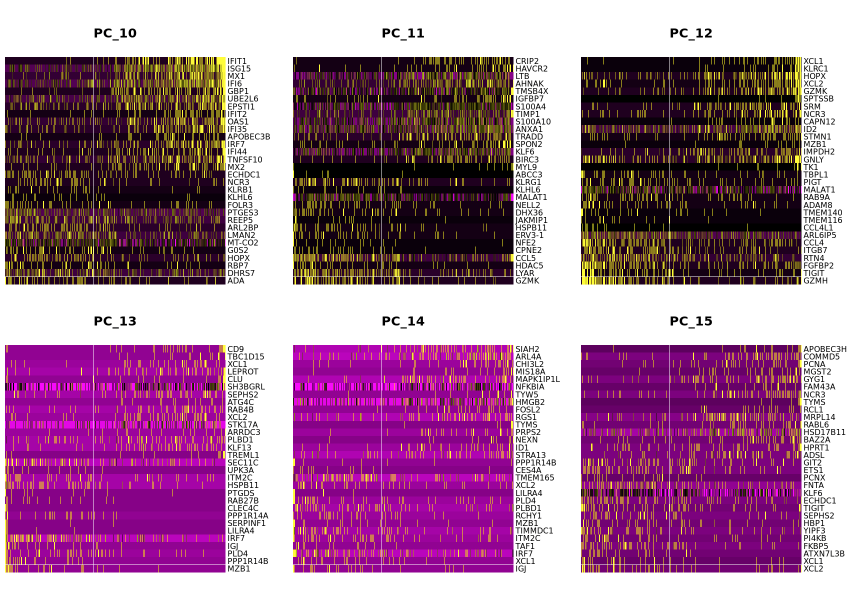 PC_10
IFIT1
ISG15
MX1
IFI6
GBP1
UBE2L6
EPSTI1
IFIT2
OAS1
IFI35
APOBEC3B
IRF7
IFI44
TNFSF10
MX2
ECHDC1
NCR3
KLRB1
KLHL6
FOLR3
PTGES3
REEP5
ARL2BP
LMAN2
MT-CO2
G0S2
HOPX
RBP7
DHRS7
ADA
PC_11
CRIP2
HAVCR2
LTB
AHNAK
TMSB4X
IGFBP7
S100A4
TIMP1
S100A10
ANXA1
TRADD
SPON2
KLF6
BIRC3
MYL9
ABCC3
KLRG1
KLHL6
MALAT1
NELL2
DHX36
JAKMIP1
HSPB11
ERV3-1
NFE2
CPNE2
CCL5
HDAC5
LYAR
GZMK
PC_12
XCL1
KLRC1
HOPX
XCL2
GZMK
SPTSSB
SRM
NCR3
CAPN12
ID2
STMN1
MZB1
IMPDH2
GNLY
TK1
TBPL1
PIGT
MALAT1
RAB9A
ADAM8
TMEM140
TMEM116
CCL4L1
ARL6IP5
CCL4
ITGB7
RTN4
FGFBP2
TIGIT
GZMH
PC_13
CD9
TBC1D15
XCL1
LEPROT
CLU
SH3BGRL
SEPHS2
ATG4C
RAB4B
XCL2
STK17A
ARRDC3
PLBD1
KLF13
TREML1
SEC11C
UPK3A
ITM2C
HSPB11
PTGDS
RAB27B
CLEC4C
PPP1R14A
SERPINF1
LILRA4
IRF7
IGJ
PLD4
PPP1R14B
MZB1
PC_14
SIAH2
ARL4A
CHI3L2
MIS18A
MAPK1IP1L
NFKBIA
TYW5
HMGB2
FOSL2
RGS1
TYMS
PRPS2
NEXN
ID1
STRA13
PPP1R14B
CES4A
TMEM165
XCL2
LILRA4
PLD4
PLBD1
RCHY1
MZB1
TIMMDC1
ITM2C
TAF1
IRF7
XCL1
IGJ
PC_15
APOBEC3H
COMMD5
PCNA
MGST2
GYG1
FAM43A
NCR3
TYMS
RCL1
MRPL14
RABL6
HSD17B11
BAZ2A
HPRT1
ADSL
GIT2
ETS1
PCNX
FNTA
KLF6
ECHDC1
TIGIT
SEPHS2
HBP1
YIPF3
PI4KB
FKBP5
ATXN7L3B
XCL1
XCL2